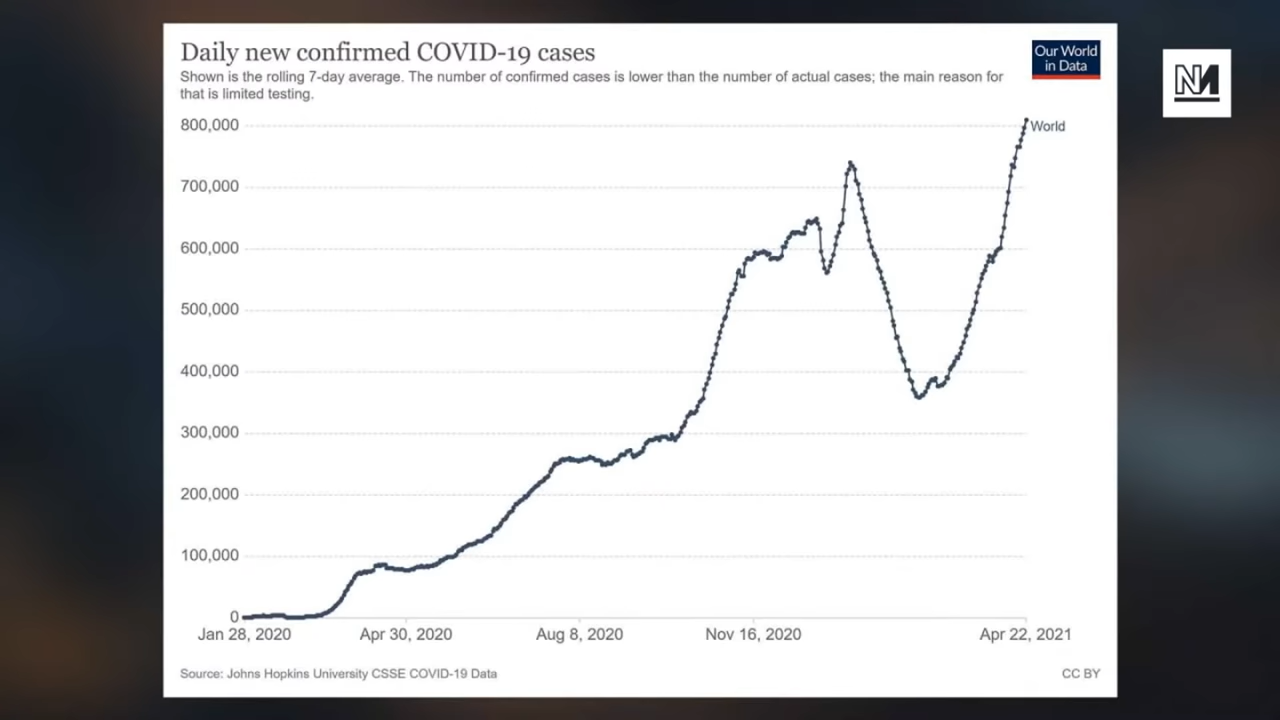 Daily new confirmed COVID-19 cases
Shown is the rolling 7-day average. The number of confirmed cases is lower than the number of actual cases; the main reason for
that is limited testing.
Our World
in Data
NM
800,000
World
700,000
600,000
500,000
400,000
300,000
200,000
100,000
0
Jan 28, 2020 Apr 30, 2020 Aug 8, 2020 Nov 16, 2020 Apr 22, 2021
Source: Johns Hopkins University CSSE COVID-19 Data CC BY